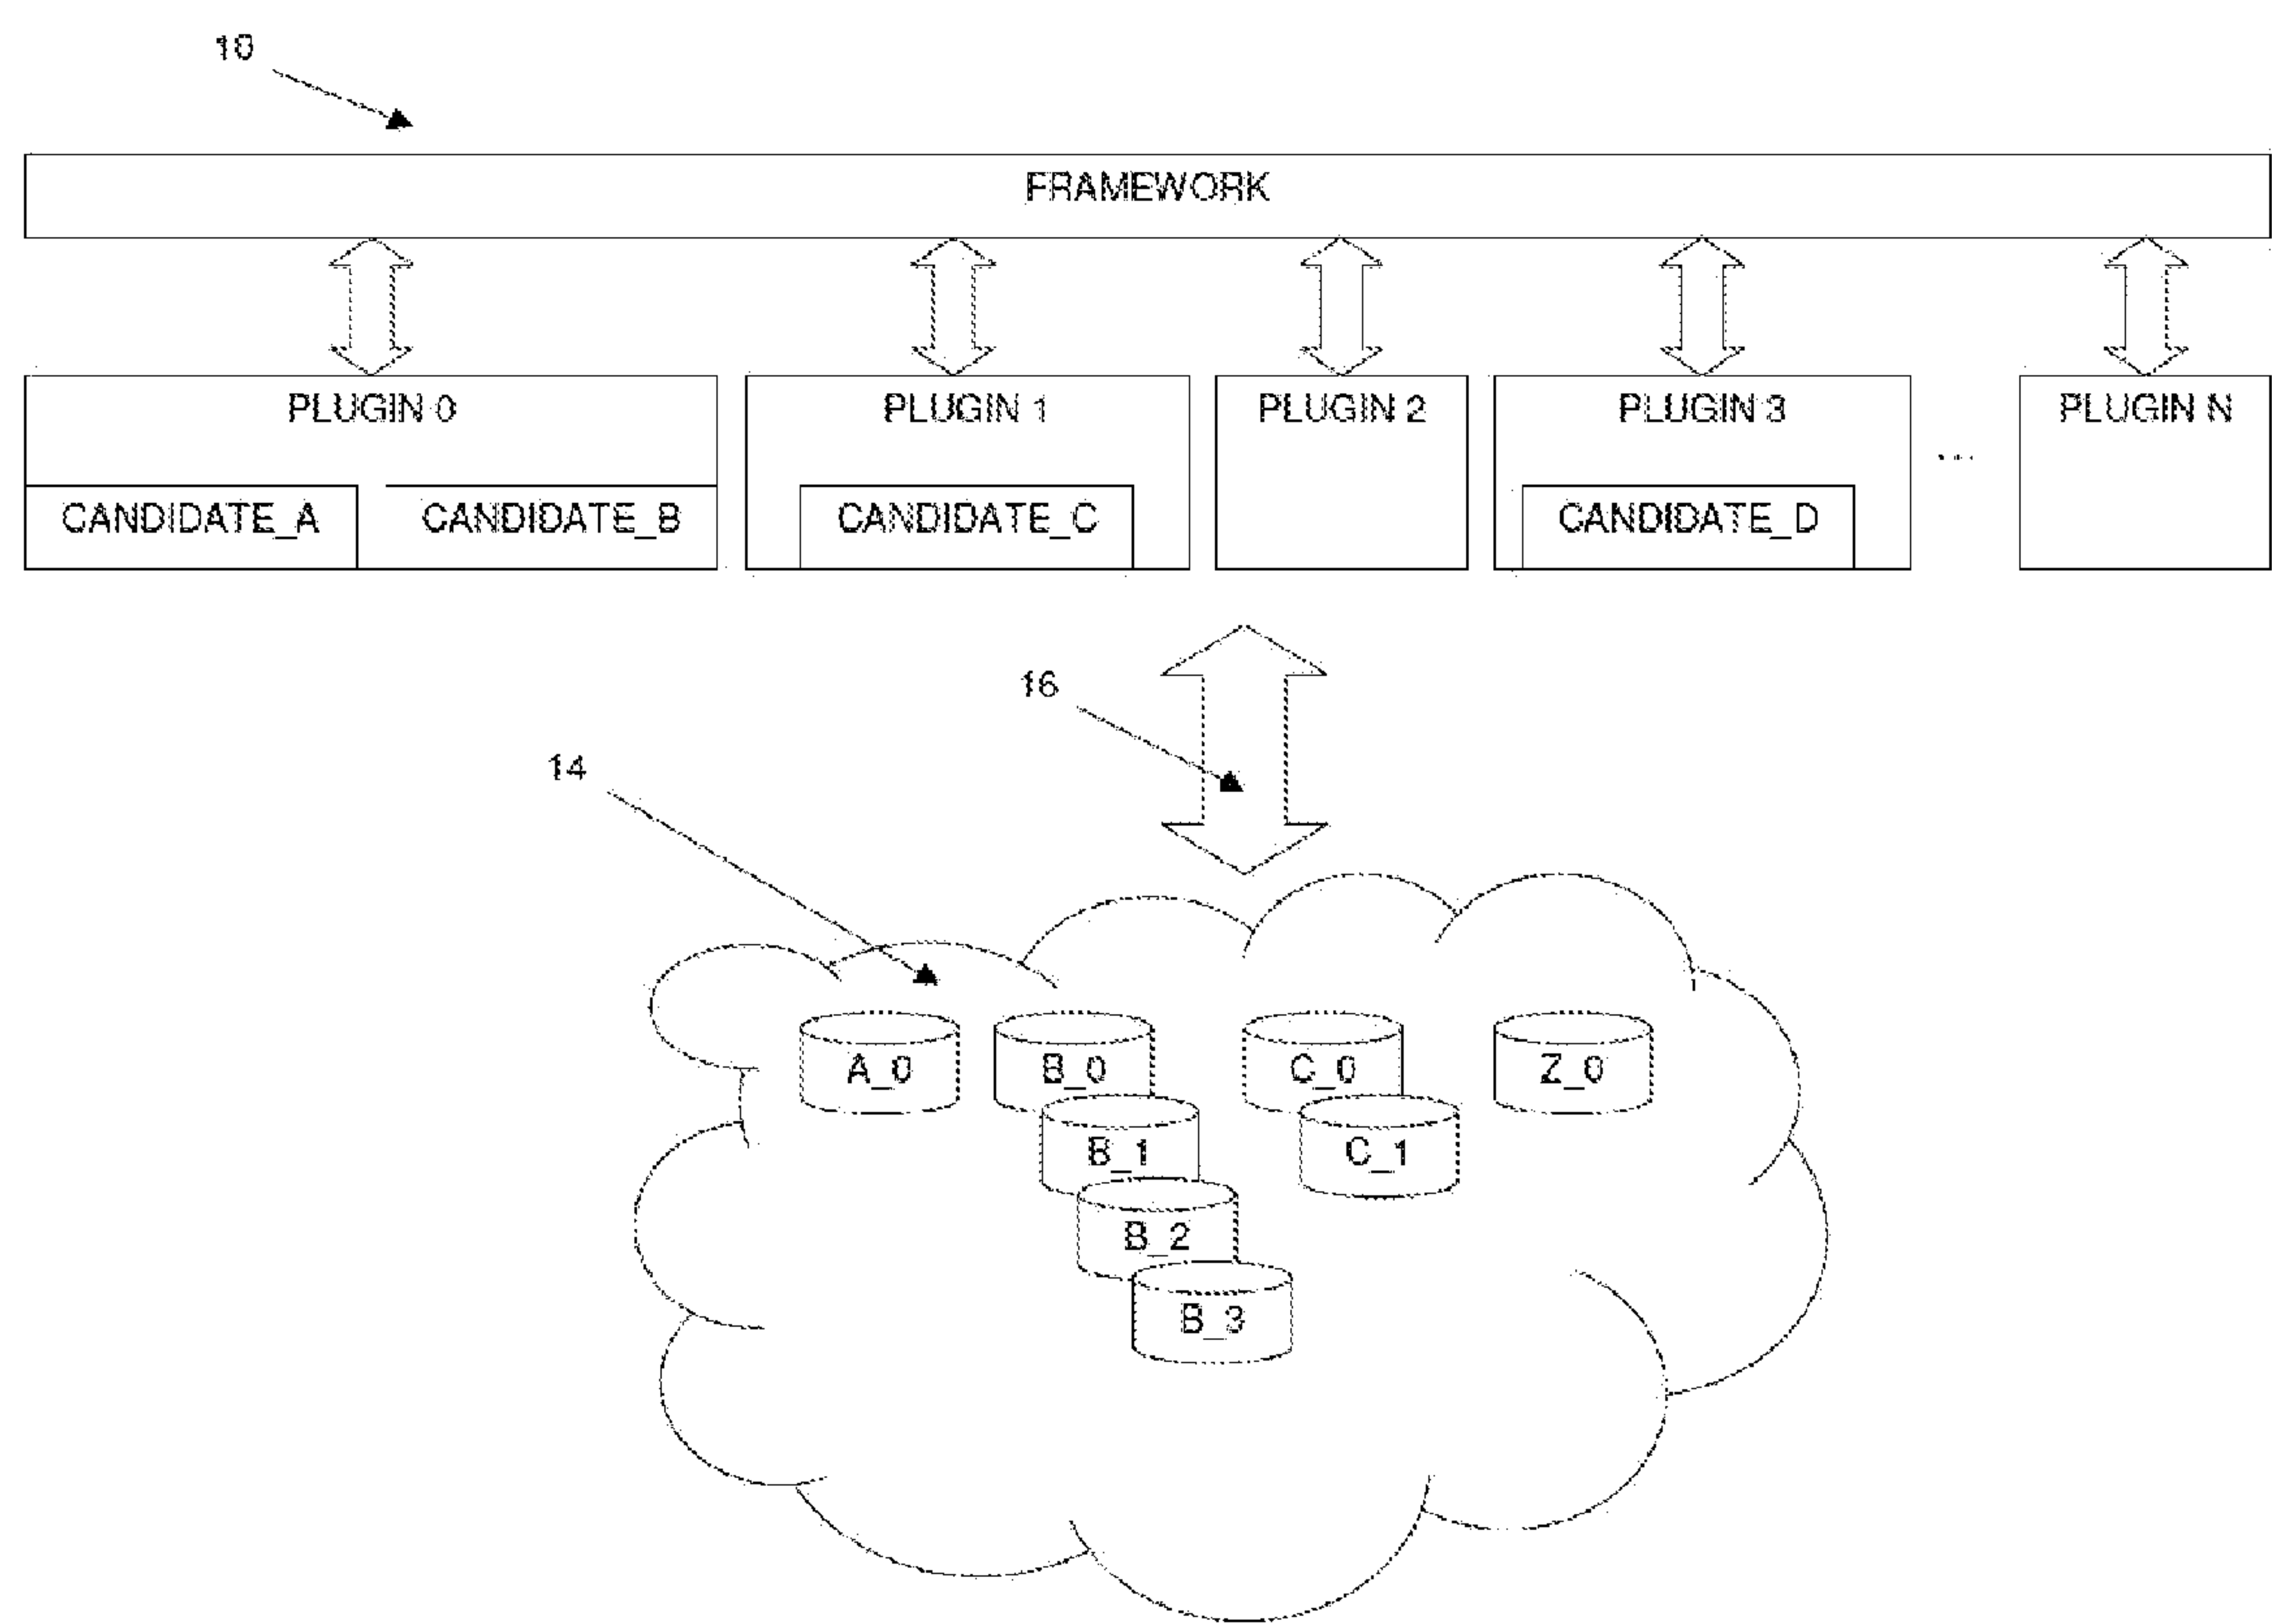 10
FRAMEWORK
PLUGIN 0
PLUGIN 1
PLUGIN 2
PLUGIN 3
...
PLUGIN N
CANDIDATE_A
CANDIDATE_B
CANDIDATE_C
CANDIDATE_D
16
14
A_0
B_0
C_0
Z_0
B_1
C_1
B_2
B_3